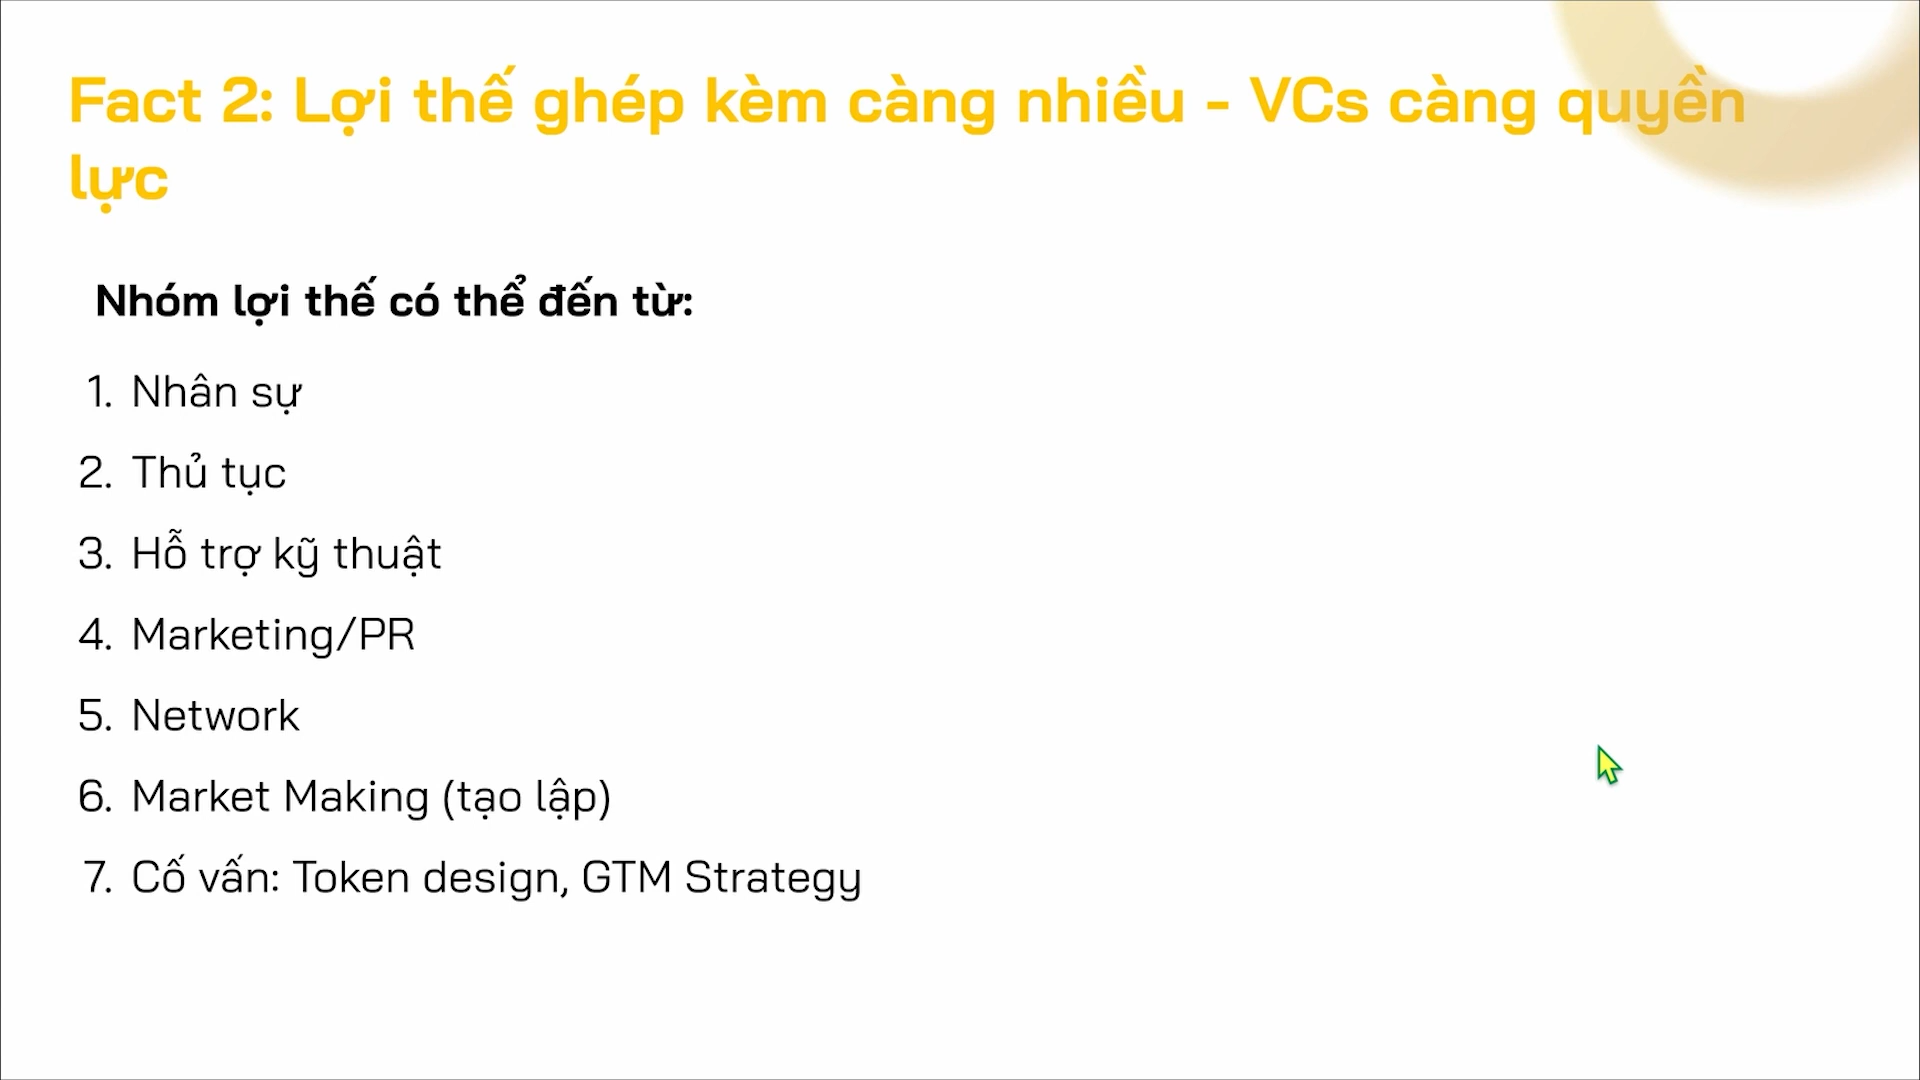 Fact 2: Lợi thế ghép kèm càng nhiều - VCs càng quyền
lực
Nhóm lợi thế có thể đến từ:
1. Nhân sự
2. Thủ tục
3. Hỗ trợ kỹ thuật
4. Marketing/PR
5. Network
6. Market Making (tạo lập)
7. Cố vấn: Token design, GTM Strategy